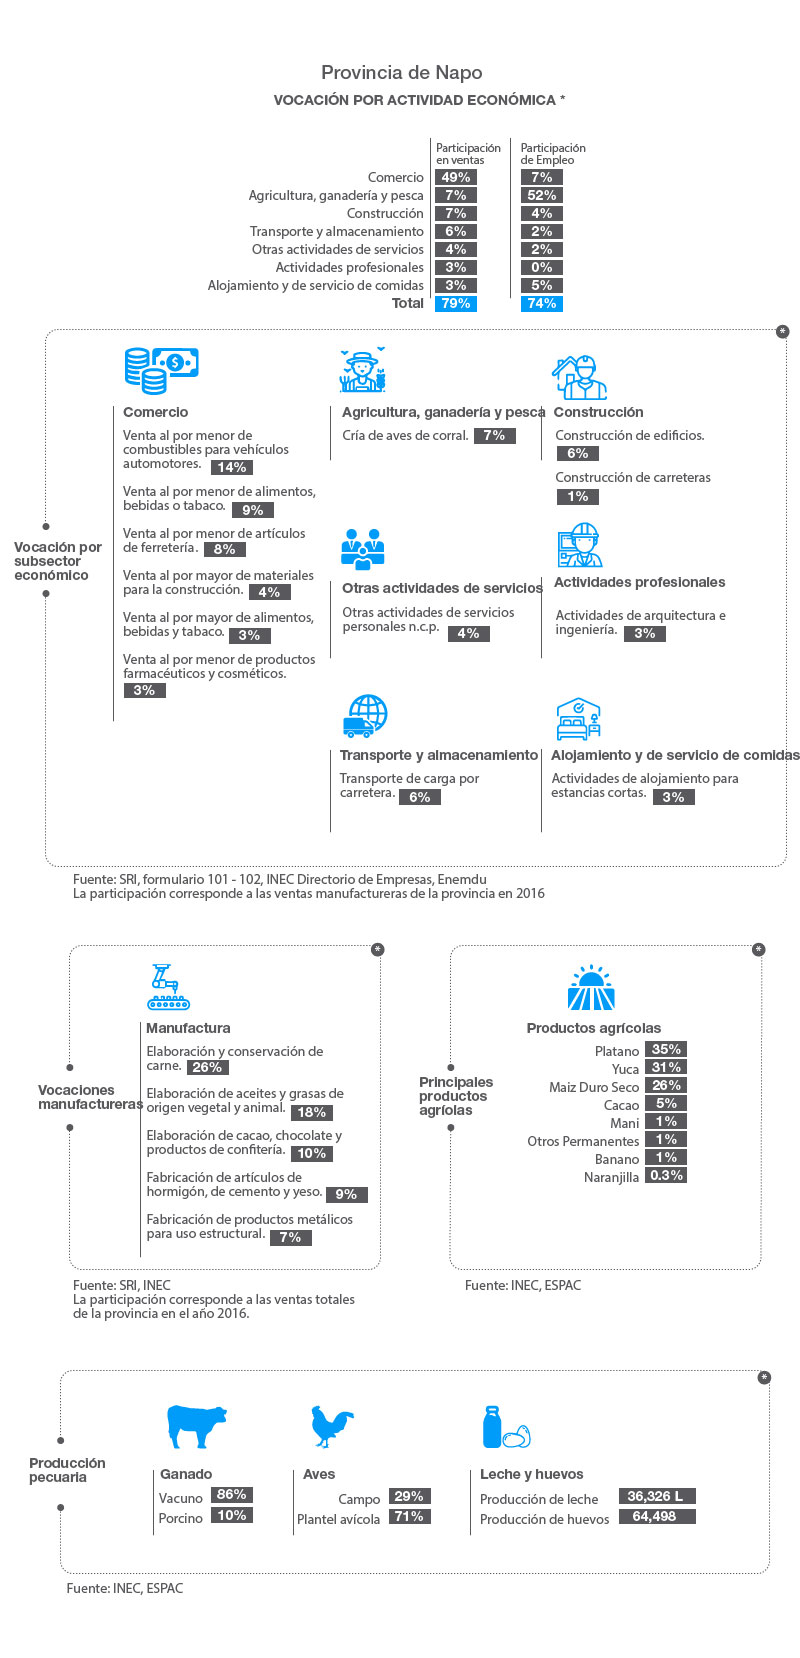 Provincia de Napo
VOCACIÓN POR ACTIVIDAD ECONÓMICA *
Participación
en ventas
Participación
de Empleo
Comercio 49% 7%
Agricultura, ganadería y pesca 7% 52%
Construcción 7% 4%
Transporte y almacenamiento 6% 2%
Otras actividades de servicios 4% 2%
Actividades profesionales 3% 0%
Alojamiento y de servicio de comidas 3% 5%
Total 79% 74%
*
Vocación por
subsector
económico
$
Comercio
Venta al por menor de
combustibles para vehículos
automotores. 14%
Venta al por menor de alimentos,
bebidas o tabaco. 9%
Venta al por menor de artículos
de ferretería. 8%
Venta al por mayor de materiales
para la construcción. 4%
Venta al por mayor de alimentos,
bebidas y tabaco. 3%
Venta al por menor de productos
farmacéuticos y cosméticos.
3%
Agricultura, ganadería y pesca
Cría de aves de corral. 7%
Construcción
Construcción de edificios.
6%
Construcción de carreteras
1%
Otras actividades de servicios
Otras actividades de servicios
personales n.c.p. 4%
Actividades profesionales
Actividades de arquitectura e
ingeniería. 3%
Transporte y almacenamiento
Transporte de carga por
carretera. 6%
Alojamiento y de servicio de comidas
Actividades de alojamiento para
estancias cortas. 3%
Fuente: SRI, formulario 101 - 102, INEC Directorio de Empresas, Enemdu
La participación corresponde a las ventas manufactureras de la provincia en 2016
*
Vocaciones
manufactureras
Manufactura
Elaboración y conservación de
carne. 26%
Elaboración de aceites y grasas de
origen vegetal y animal. 18%
Elaboración de cacao, chocolate y
productos de confitería. 10%
Fabricación de artículos de
hormigón, de cemento y yeso. 9%
Fabricación de productos metálicos
para uso estructural. 7%
Fuente: SRI, INEC
La participación corresponde a las ventas totales
de la provincia en el año 2016.
*
Principales
productos
agríolas
Productos agrícolas
Platano 35%
Yuca 31%
Maiz Duro Seco 26%
Cacao 5%
Mani 1%
Otros Permanentes 1%
Banano 1%
Naranjilla 0.3%
Fuente: INEC, ESPAC
*
Producción
pecuaria
Ganado
Vacuno 86%
Porcino 10%
Aves
Campo 29%
Plantel avícola 71%
Leche y huevos
Producción de leche 36,326 L
Producción de huevos 64,498
Fuente: INEC, ESPAC